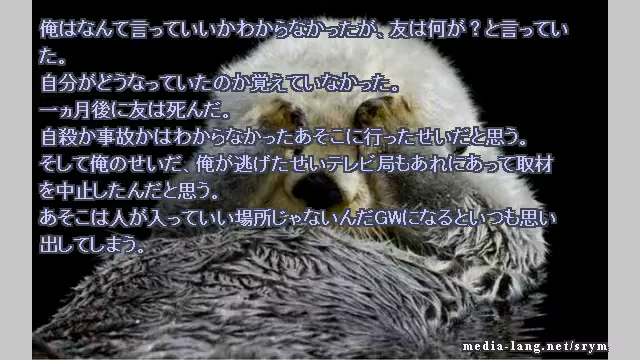 俺はなんて言っていいかわからなかったが、友は何が？と言ってい
た。
自分がどうなっていたのか覚えていなかった。
一ヵ月後に友は死んだ。
自殺か事故かはわからなかったあそこに行ったせいだと思う。
そして俺のせいだ、俺が逃げたせいテレビ局もあれにあって取材
を中止したんだと思う。
あそこは人が入っていい場所じゃないんだGWになるといつも思い
出してしまう。
media-lang.net/srym